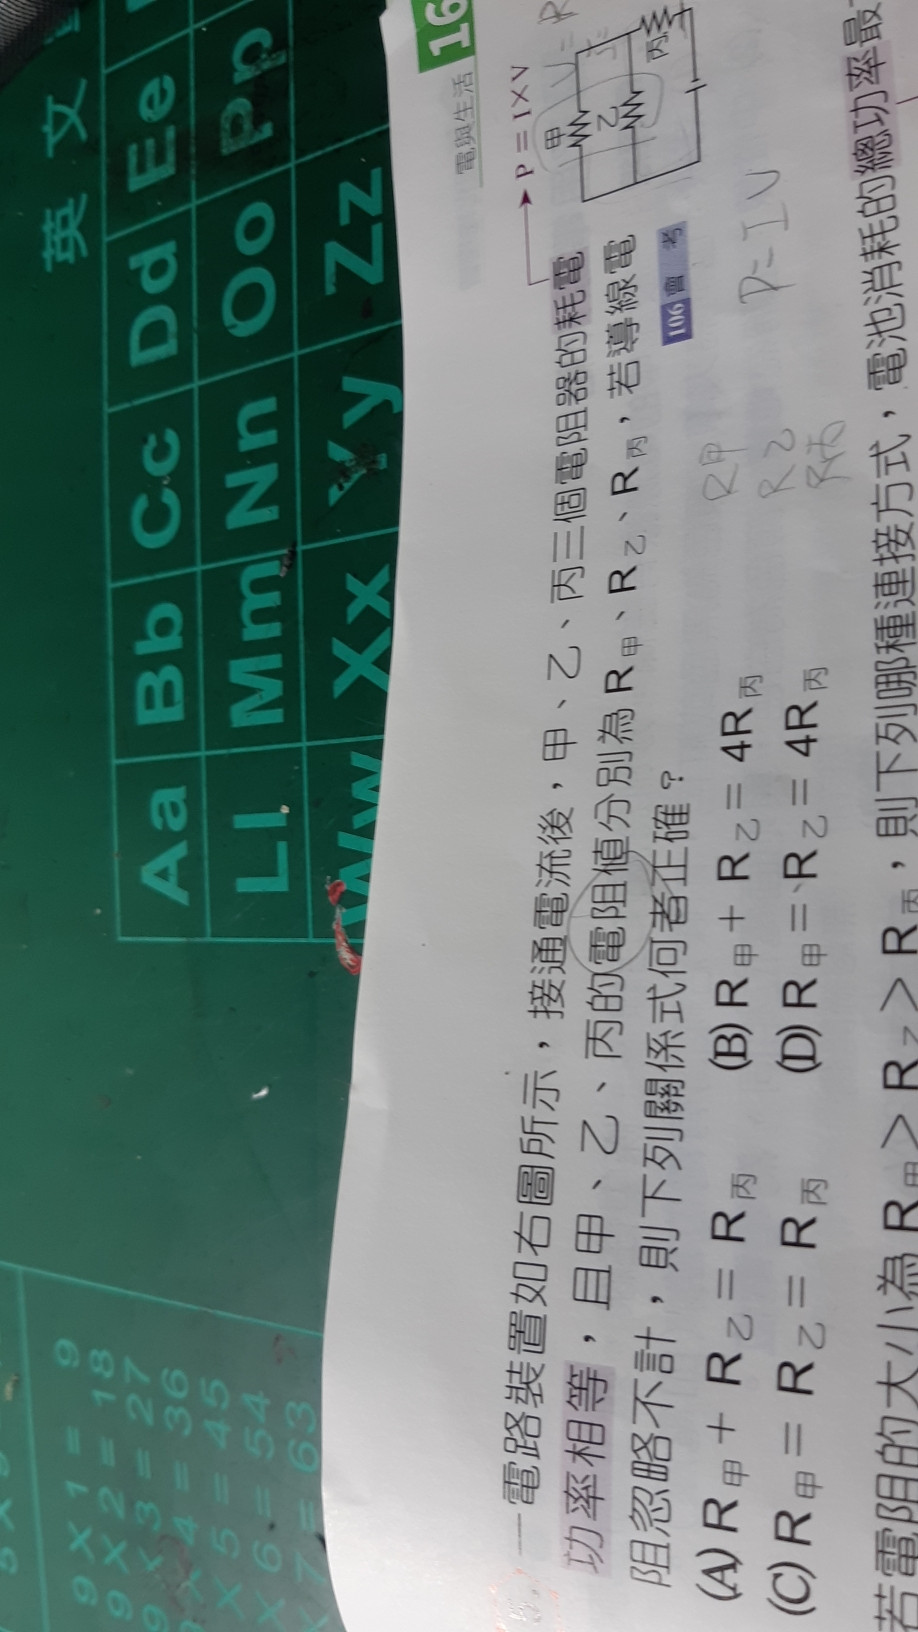 英文
Aa Bb Cc Dd Ee
Ll Mm Nn Oo Pp
Ww Xx Yy Zz
9 × 1 = 9
9 × 2 = 18
9 × 3 = 27
× 4 = 36
× 5 = 45
× 6 = 54
× 7 = 63
16
電與生活
P = I × V
一電路裝置如右圖所示，接通電流後，甲、乙、丙三個電阻器的耗電
功率相等，且甲、乙、丙的電阻值分別為R甲、R乙、R丙，若導線電
阻忽略不計，則下列關係式何者正確？
106 會考
(A) R甲 + R乙 = R丙
(B) R甲 + R乙 = 4R丙
(C) R甲 = R乙 = R丙
(D) R甲 = R乙 = 4R丙
甲
乙
丙
P = IV
R甲
R乙
R丙
若電阻的大小為R甲 > R乙 > R丙，則下列哪種連接方式，電池消耗的總功率最